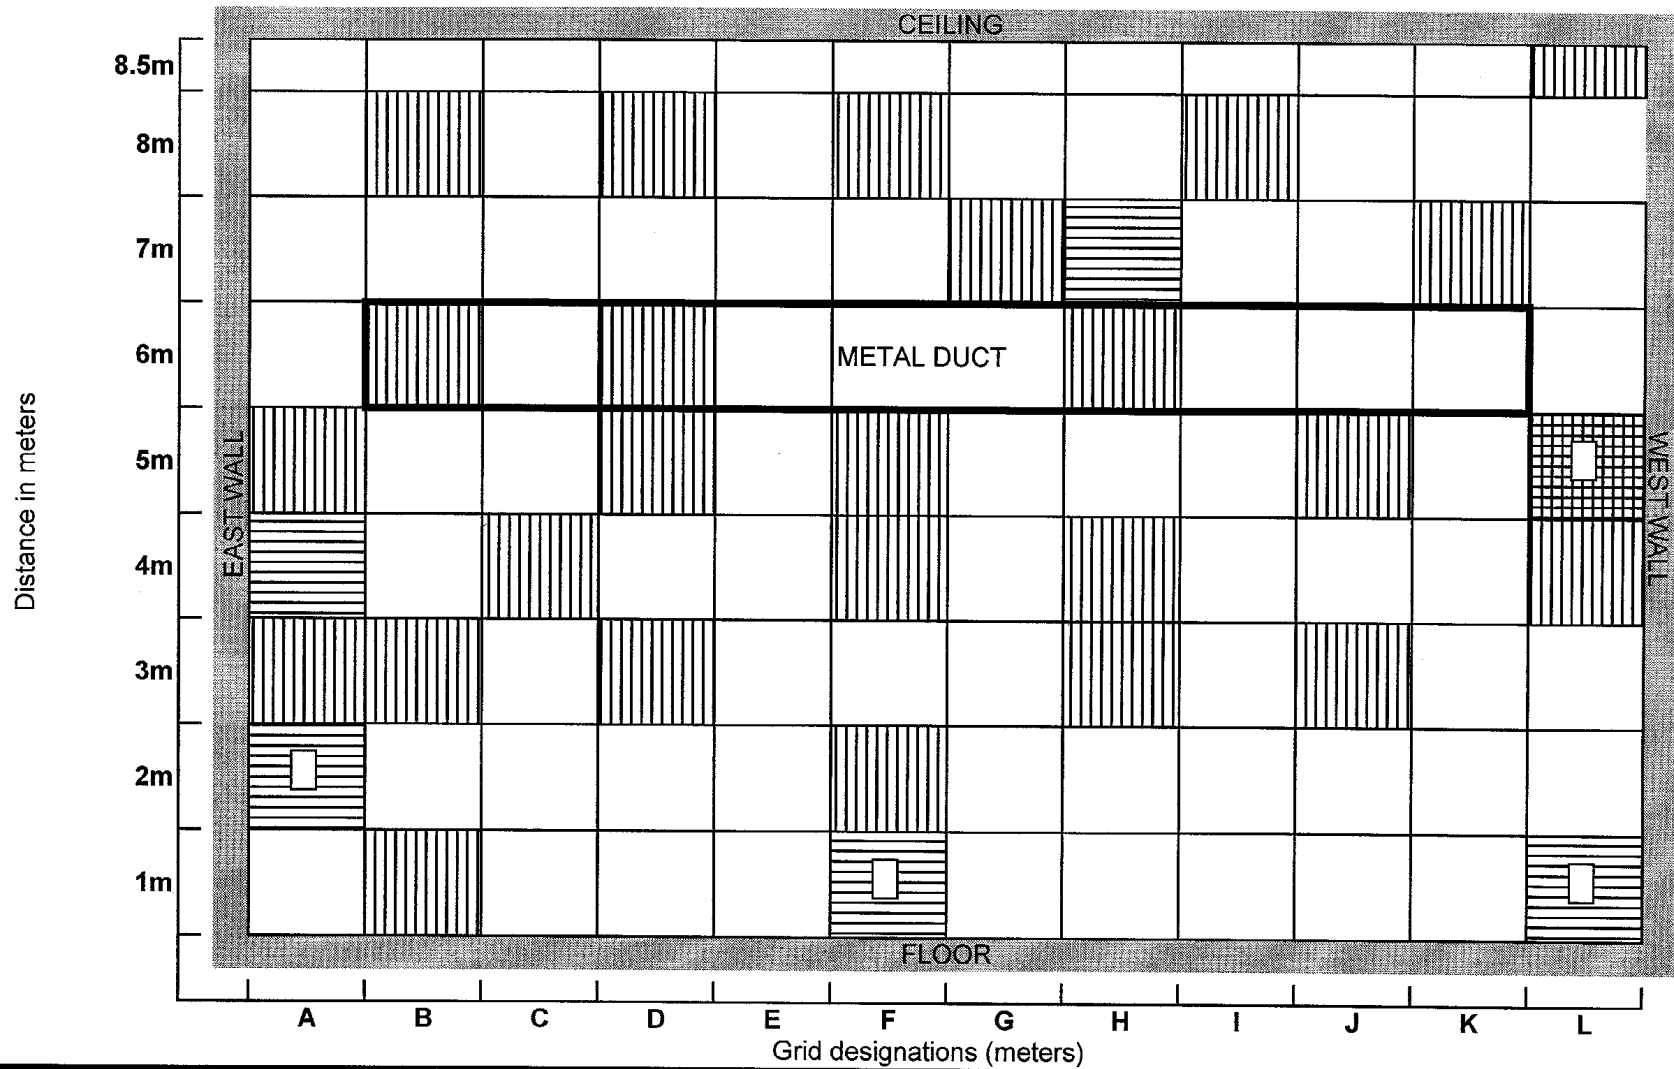 CEILING
8.5m
8m
7m
6m
METAL DUCT
5m
4m
3m
2m
1m
Distance in meters
EAST WALL
WEST WALL
FLOOR
A B C D E F G H I J K L
Grid designations (meters)